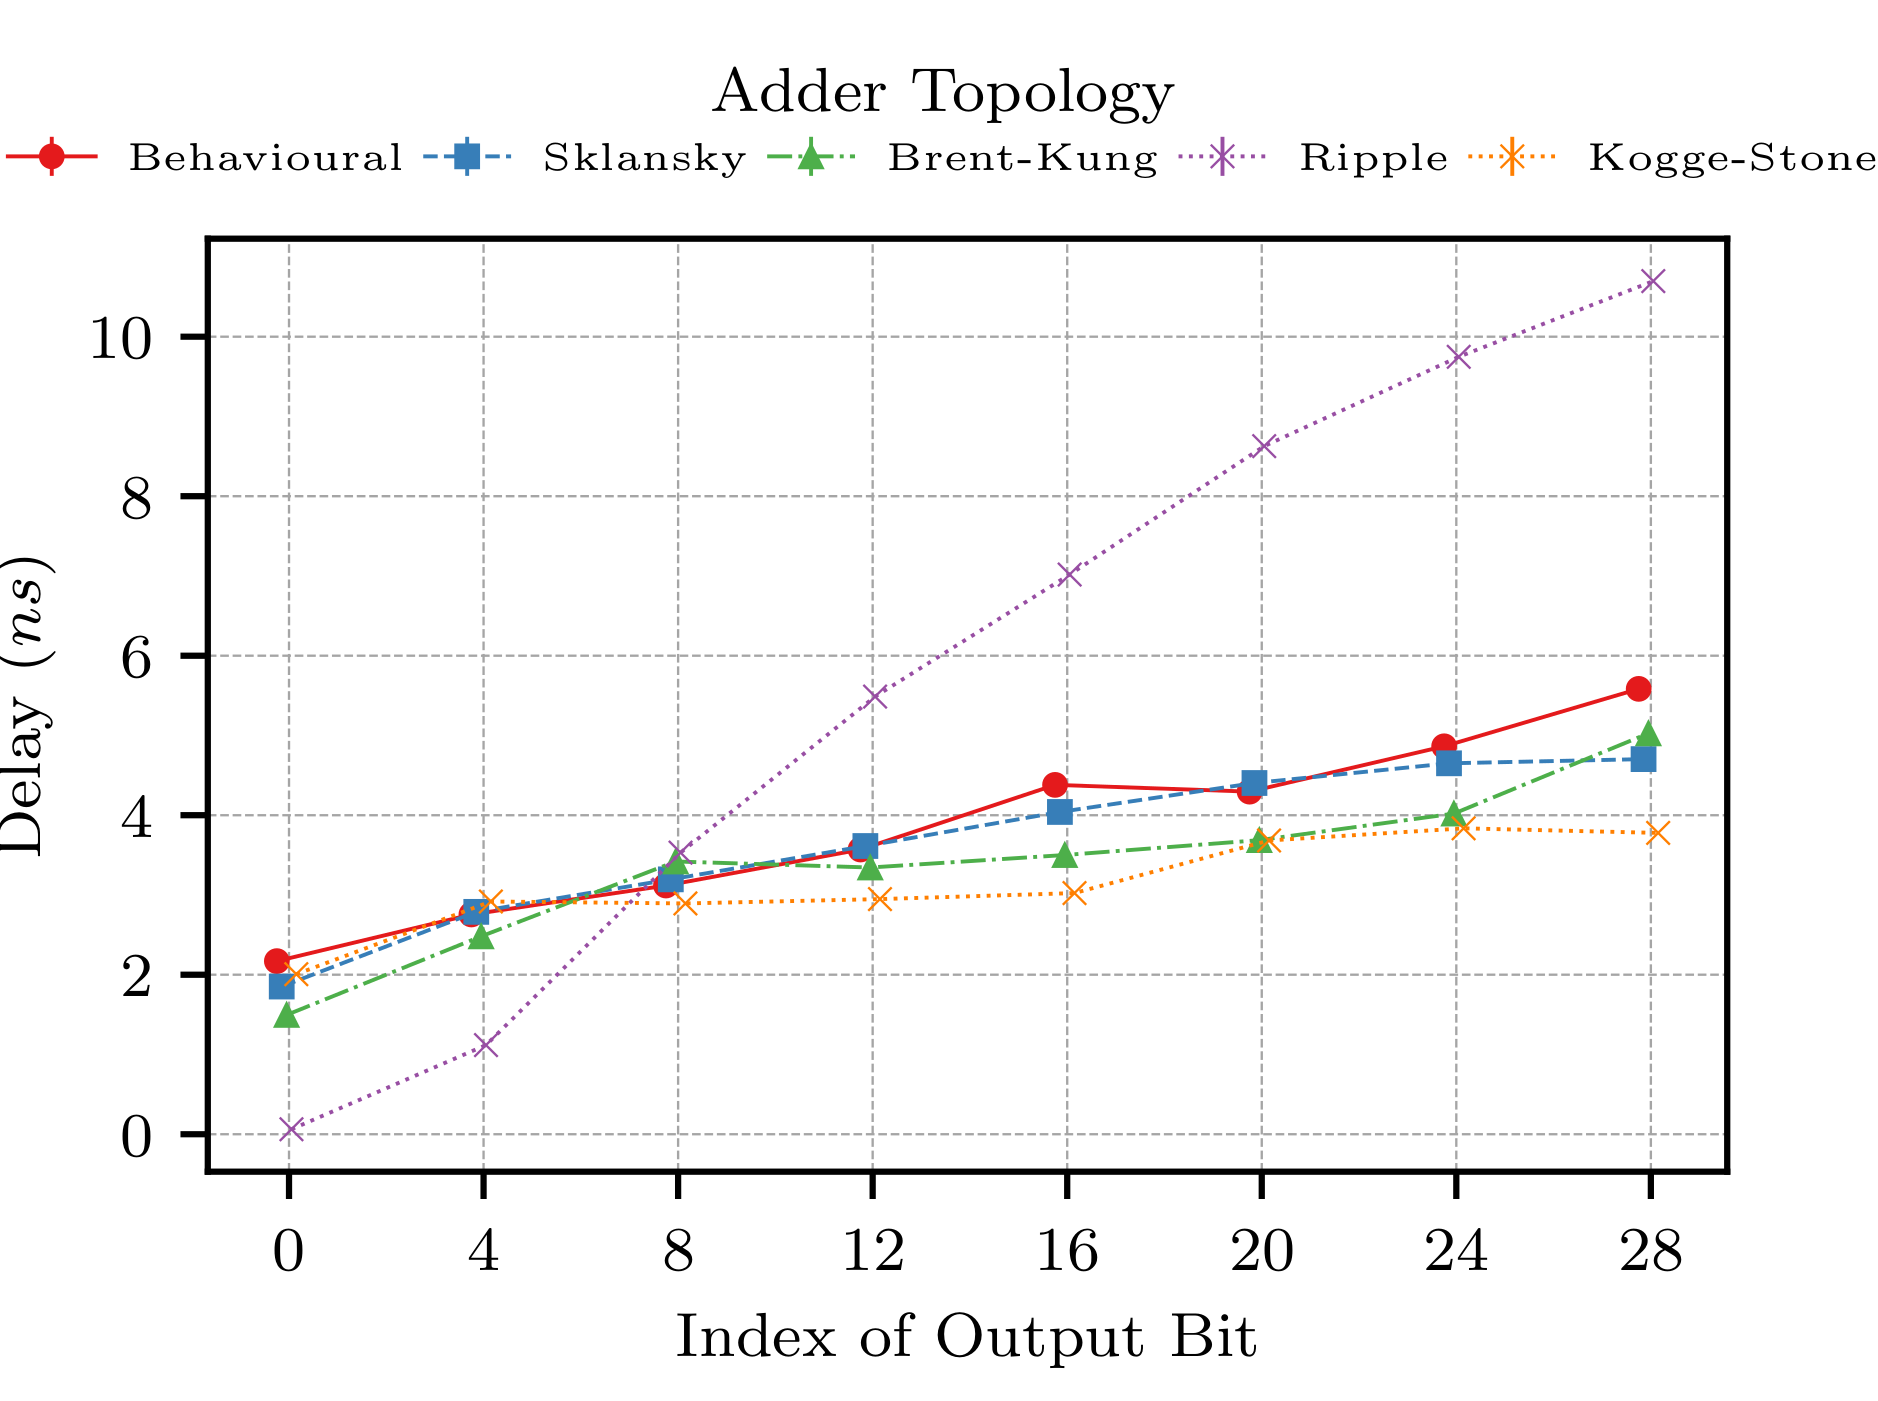 Adder Topology
Behavioural Sklansky Brent-Kung Ripple Kogge-Stone
Delay (ns)
10
8
6
4
2
0
0 4 8 12 16 20 24 28
Index of Output Bit